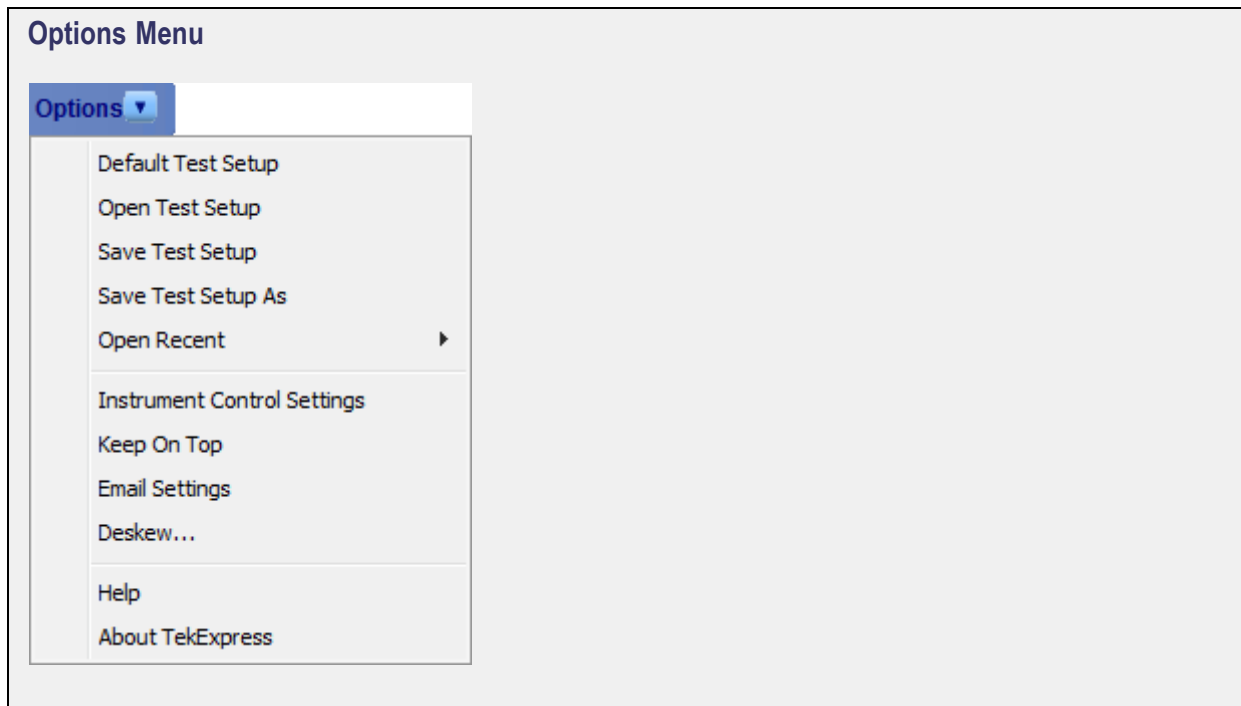 Options Menu
Options
Default Test Setup
Open Test Setup
Save Test Setup
Save Test Setup As
Open Recent
Instrument Control Settings
Keep On Top
Email Settings
Deskew...
Help
About TekExpress